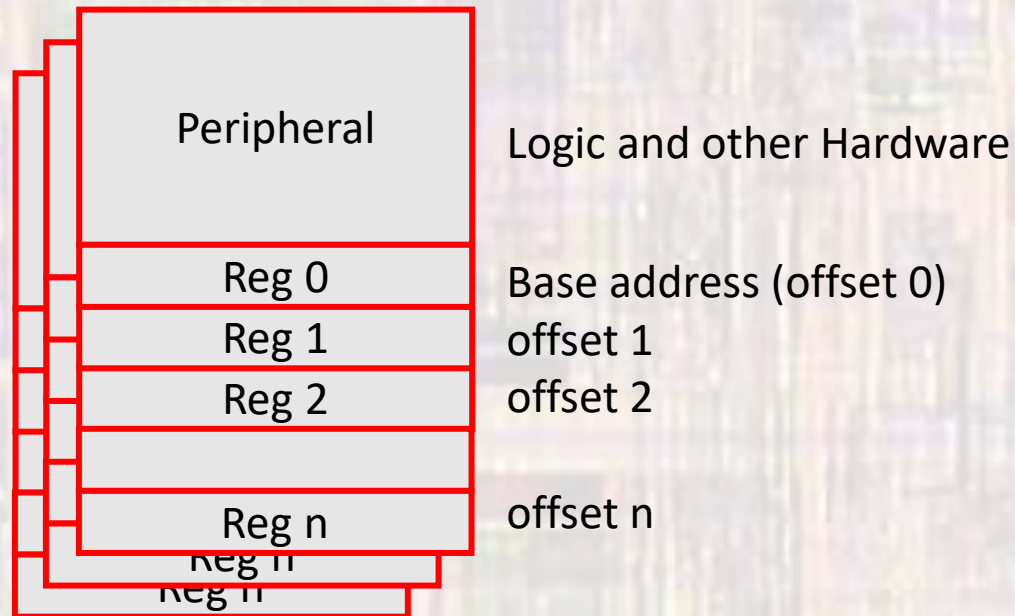 Peripheral
Logic and other Hardware
Reg 0
Base address (offset 0)
Reg 1
offset 1
Reg 2
offset 2
Reg n
offset n
Reg n
Reg n